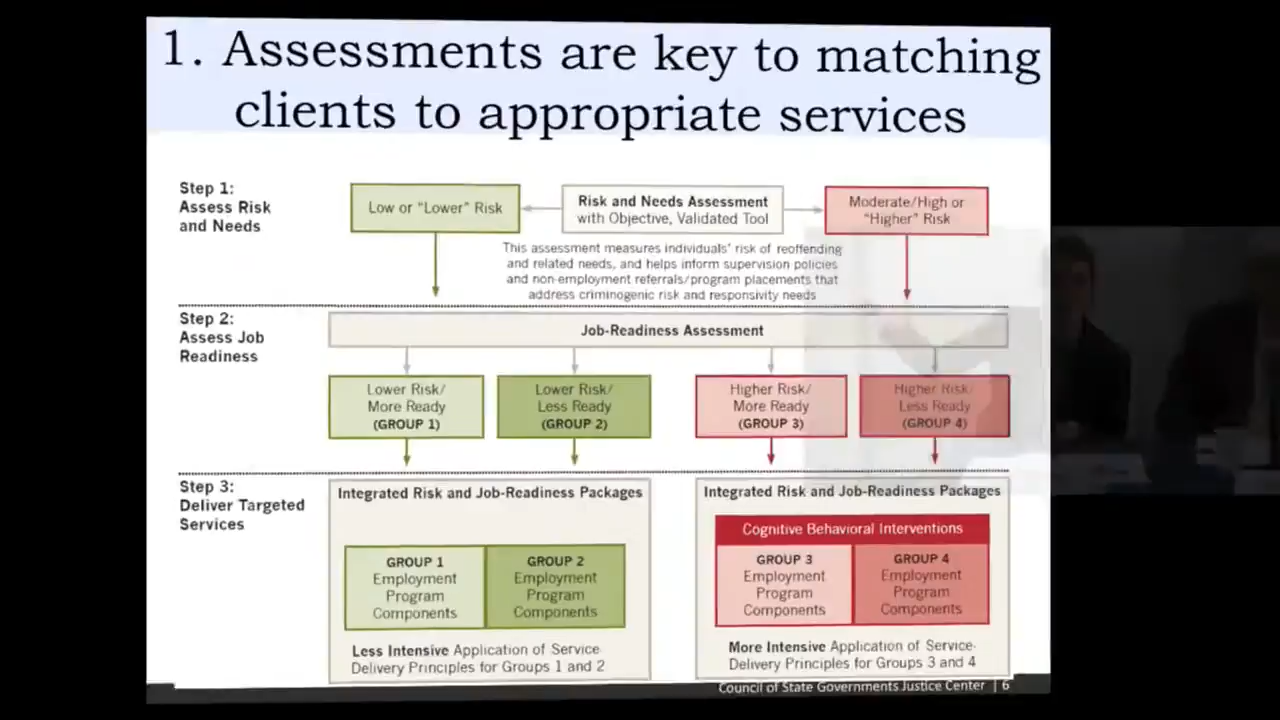 1. Assessments are key to matching
clients to appropriate services
Step 1:
Assess Risk
and Needs
Low or “Lower” Risk
Risk and Needs Assessment
with Objective, Validated Tool
Moderate/High or
“Higher” Risk
This assessment measures individuals’ risk of reoffending
and related needs, and helps inform supervision policies
and non-employment referrals/program placements that
address criminogenic risk and responsivity needs
Step 2:
Assess Job
Readiness
Job-Readiness Assessment
Lower Risk/
More Ready
(GROUP 1)
Lower Risk/
Less Ready
(GROUP 2)
Higher Risk/
More Ready
(GROUP 3)
Higher Risk/
Less Ready
(GROUP 4)
Step 3:
Deliver Targeted
Services
Integrated Risk and Job-Readiness Packages
GROUP 1
Employment
Program
Components
GROUP 2
Employment
Program
Components
Less Intensive Application of Service-
Delivery Principles for Groups 1 and 2
Integrated Risk and Job-Readiness Packages
Cognitive Behavioral Interventions
GROUP 3
Employment
Program
Components
GROUP 4
Employment
Program
Components
More Intensive Application of Service-
Delivery Principles for Groups 3 and 4
Council of State Governments Justice Center | 6